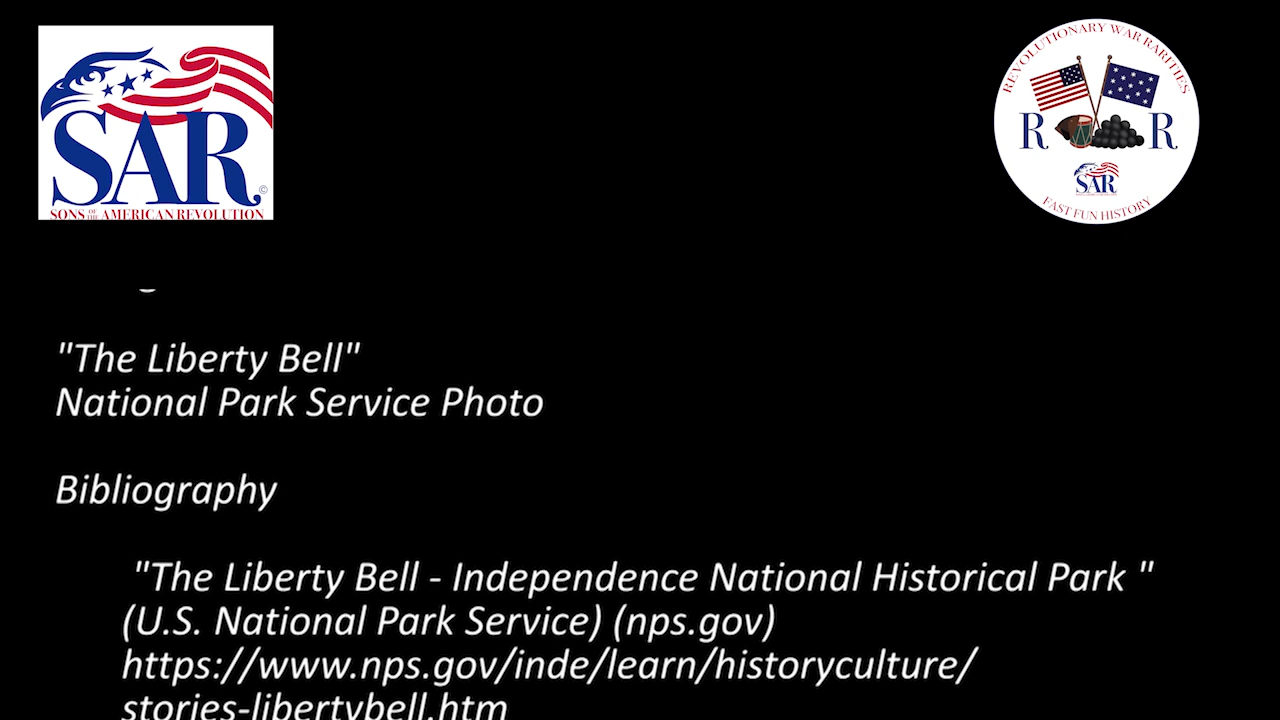 SAR
©
SONS OF THE AMERICAN REVOLUTION
REVOLUTIONARY WAR RARITIES
R R
SAR
FAST FUN HISTORY
"The Liberty Bell"
National Park Service Photo
Bibliography
"The Liberty Bell - Independence National Historical Park "
(U.S. National Park Service) (nps.gov)
https://www.nps.gov/inde/learn/historyculture/
stories-libertybell.htm